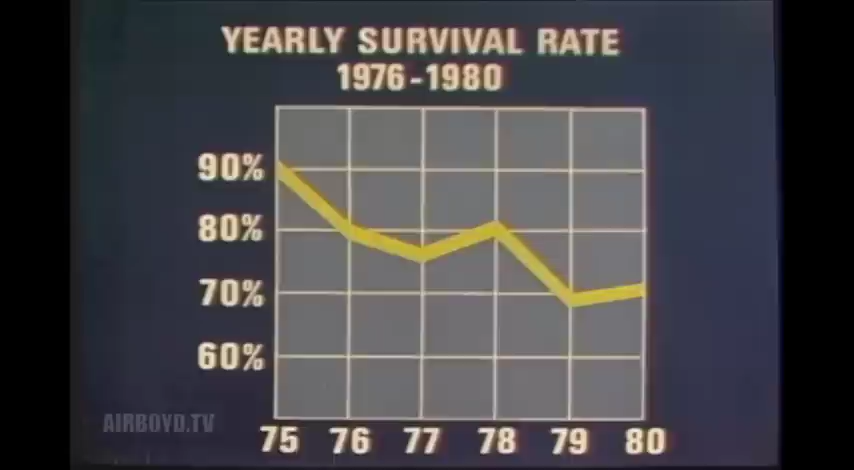 YEARLY SURVIVAL RATE
1976-1980
90%
80%
70%
60%
75 76 77 78 79 80
AIRBOYD.TV